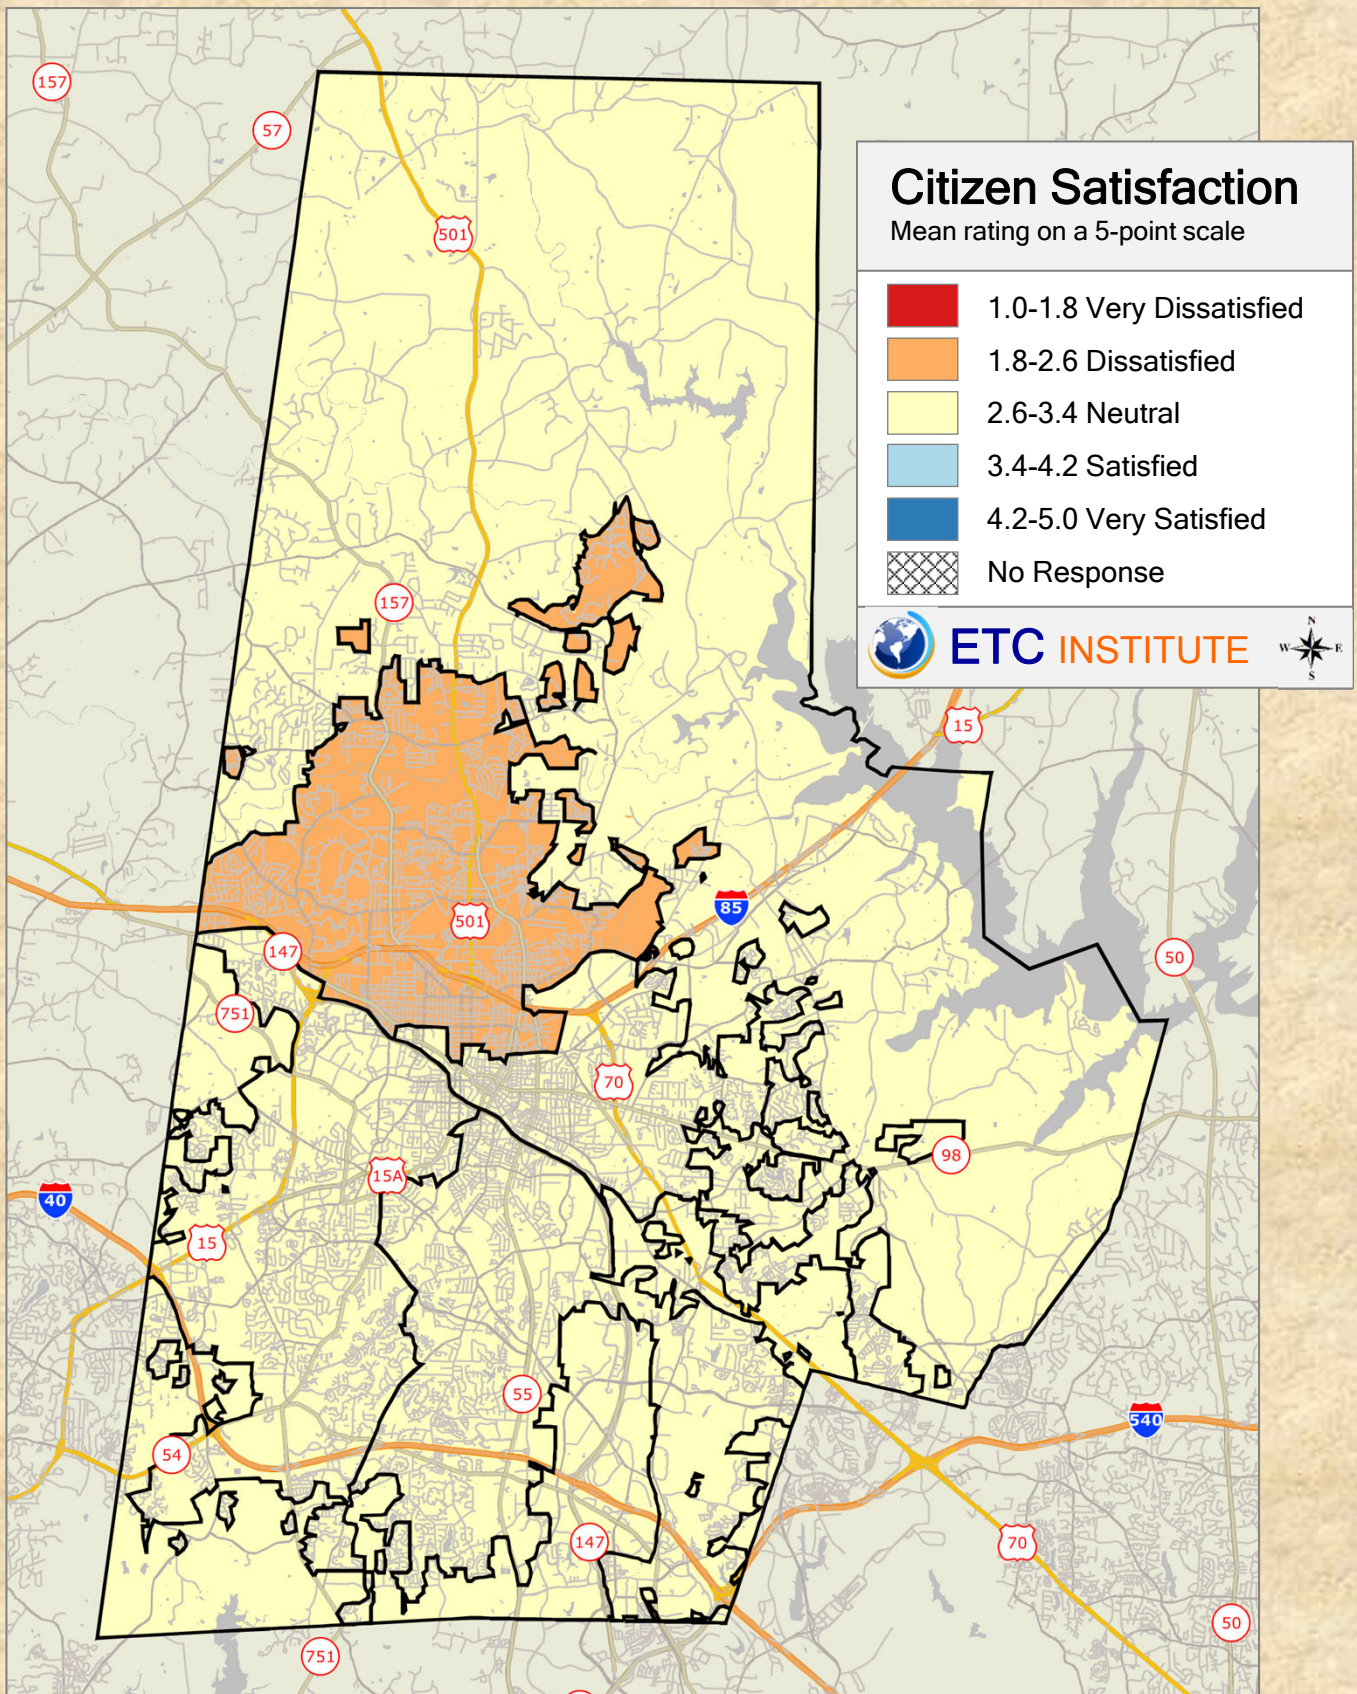 157
57
501
Citizen Satisfaction
Mean rating on a 5-point scale
1.0-1.8 Very Dissatisfied
1.8-2.6 Dissatisfied
2.6-3.4 Neutral
3.4-4.2 Satisfied
4.2-5.0 Very Satisfied
No Response
ETC INSTITUTE
N
W E
S
157
15
85
501
147
50
751
70
98
15A
40
15
55
540
54
147
70
50
751